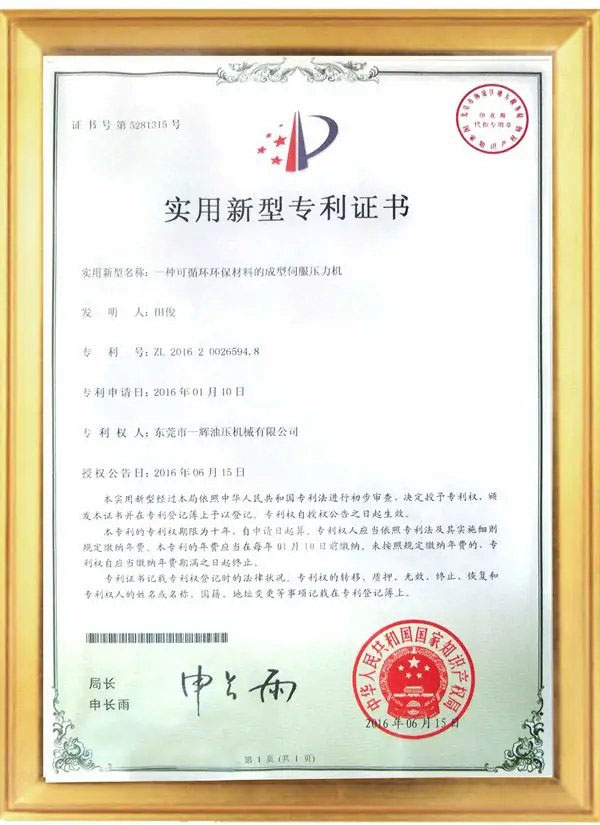 证书号第5281315号
印花税
代征专用章
实用新型专利证书
实用新型名称：一种可循环环保材料的成型伺服压力机
发明人：田俊
专利号：ZL 2016 2 0026594.8
专利申请日：2016年01月10日
专利权人：东莞市一辉油压机械有限公司
授权公告日：2016年06月15日
本实用新型经过本局依照中华人民共和国专利法进行初步审查，决定授予专利权，颁
发本证书并在专利登记簿上予以登记。专利权自授权公告之日起生效。
本专利的专利权期限为十年，自申请日起算。专利权人应当依照专利法及其实施细则
规定缴纳年费。本专利的年费应当在每年01月10日前缴纳。未按照规定缴纳年费的，专
利权自应当缴纳年费期满之日起终止。
专利证书记载专利权登记时的法律状况。专利权的转移、质押、无效、终止、恢复和
专利权人的姓名或名称、国籍、地址变更等事项记载在专利登记簿上。
局长
申长雨
申长雨
中华人民共和国国家知识产权局
2016年06月15日
第1页(共1页)